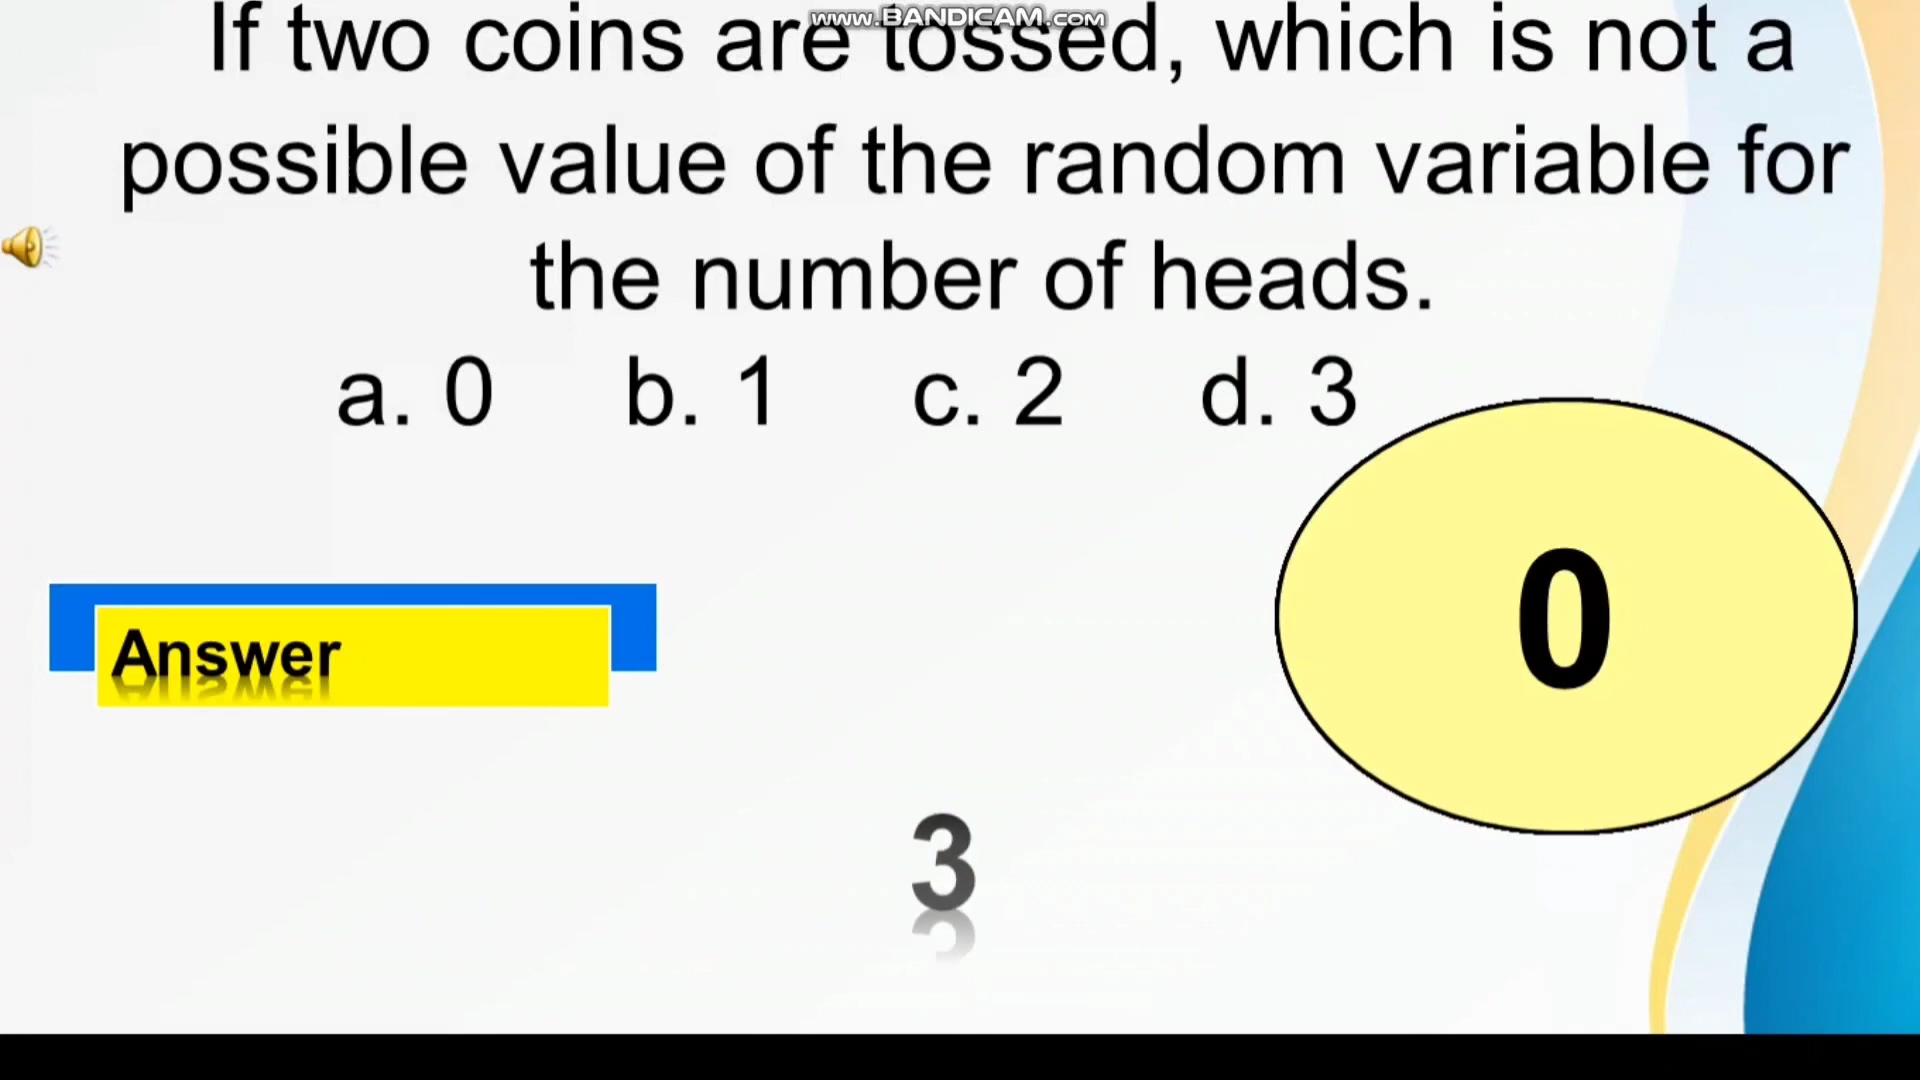 www.BANDICAM.com
If two coins are tossed, which is not a
possible value of the random variable for
the number of heads.
a. 0 b. 1 c. 2 d. 3
0
Answer
3